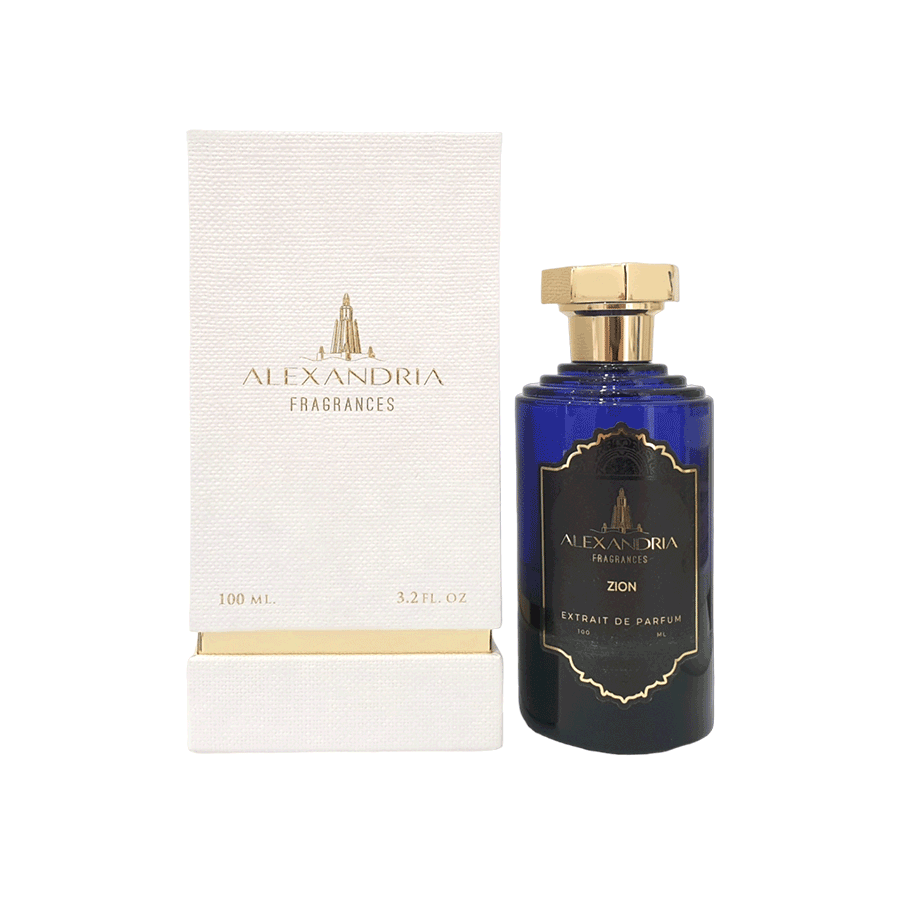 ALEXANDRIA
FRAGRANCES
100 ML.
3.2 FL. OZ
ALEXANDRIA
FRAGRANCES
ZION
EXTRAIT DE PARFUM
100 ML